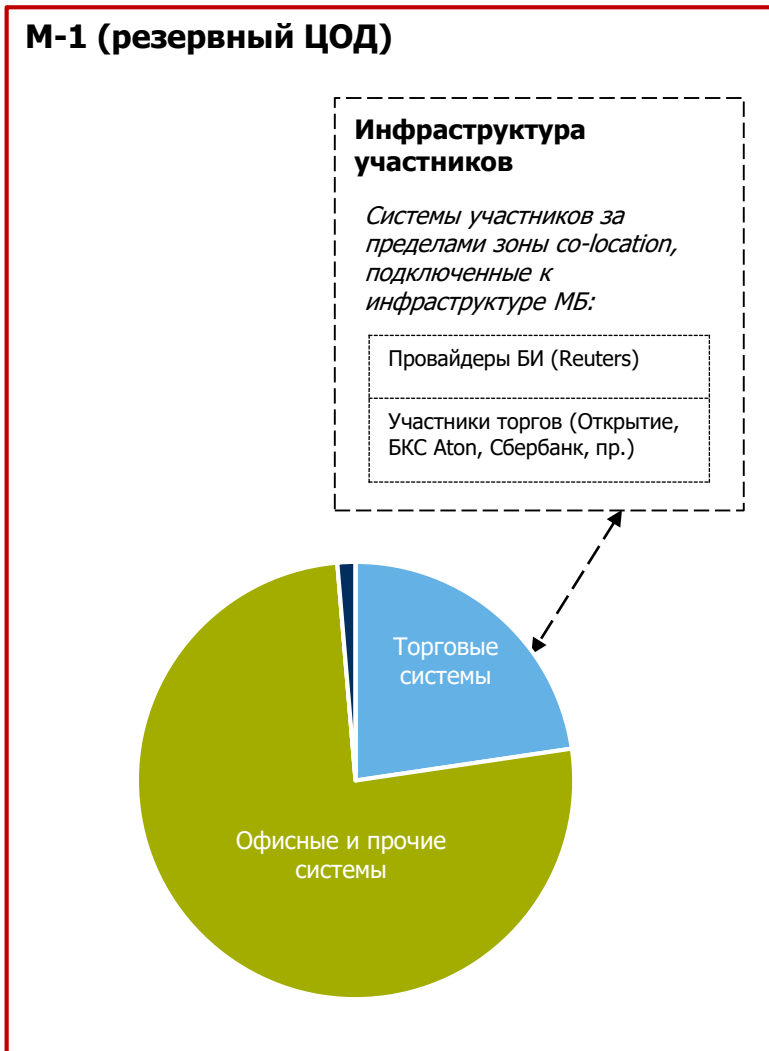 М-1 (резервный ЦОД)
Инфраструктура
участников
Системы участников за
пределами зоны co-location,
подключенные к
инфраструктуре МБ:
Провайдеры БИ (Reuters)
Участники торгов (Открытие,
БКС Aton, Сбербанк, пр.)
Торговые
системы
Офисные и прочие
системы